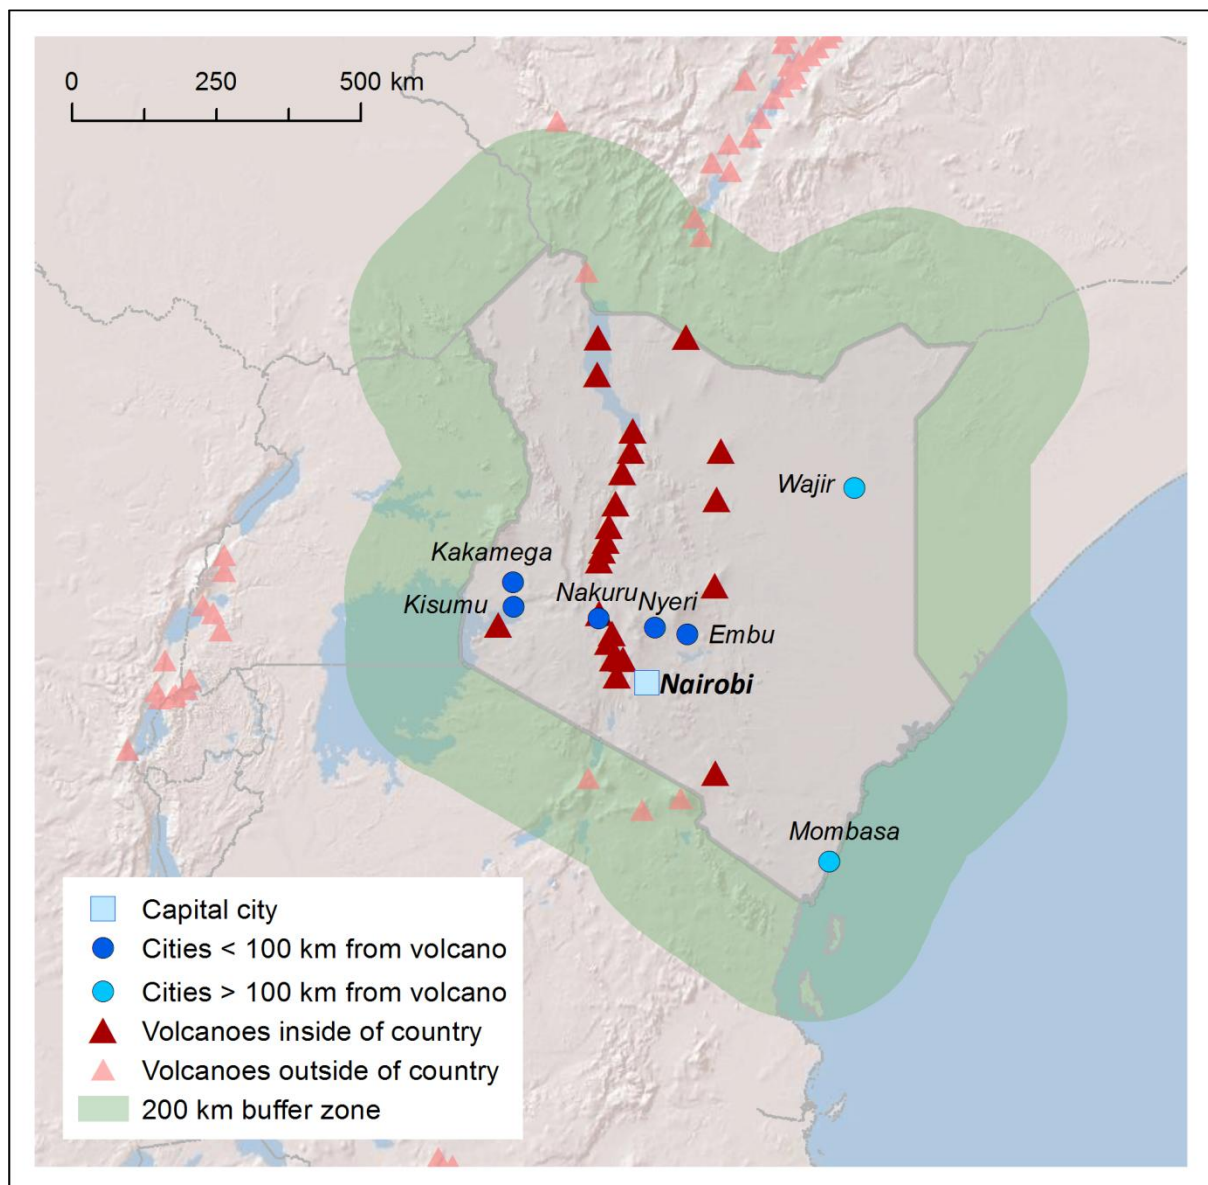 0 250 500 km
Wajir
Kakamega
Nakuru
Nyeri
Kisumu
Embu
Nairobi
Mombasa
Capital city
Cities < 100 km from volcano
Cities > 100 km from volcano
Volcanoes inside of country
Volcanoes outside of country
200 km buffer zone